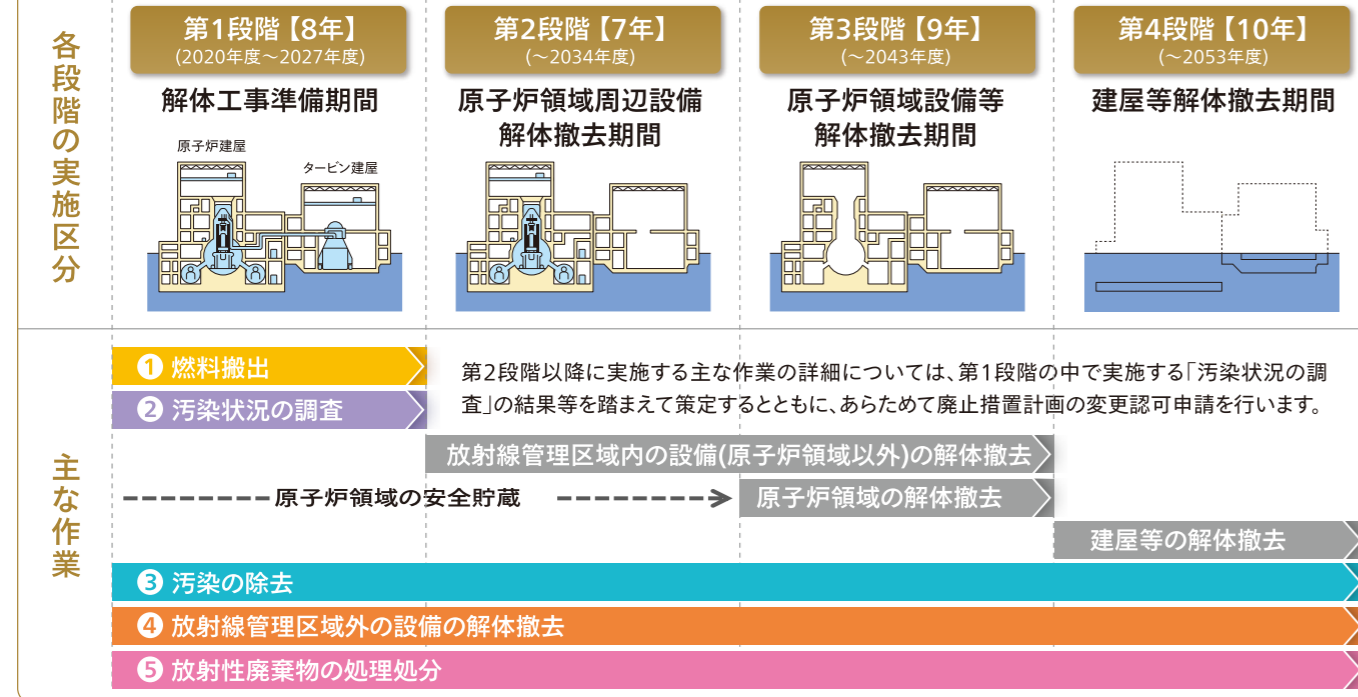 各段階の実施区分
第1段階【8年】
(2020年度〜2027年度)
解体工事準備期間
原子炉建屋
タービン建屋
第2段階【7年】
(〜2034年度)
原子炉領域周辺設備
解体撤去期間
第3段階【9年】
(〜2043年度)
原子炉領域設備等
解体撤去期間
第4段階【10年】
(〜2053年度)
建屋等解体撤去期間
主な作業
❶ 燃料搬出
❷ 汚染状況の調査
第2段階以降に実施する主な作業の詳細については、第1段階の中で実施する「汚染状況の調
査」の結果等を踏まえて策定するとともに、あらためて廃止措置計画の変更認可申請を行います。
放射線管理区域内の設備(原子炉領域以外)の解体撤去
原子炉領域の安全貯蔵
原子炉領域の解体撤去
建屋等の解体撤去
❸ 汚染の除去
❹ 放射線管理区域外の設備の解体撤去
❺ 放射性廃棄物の処理処分